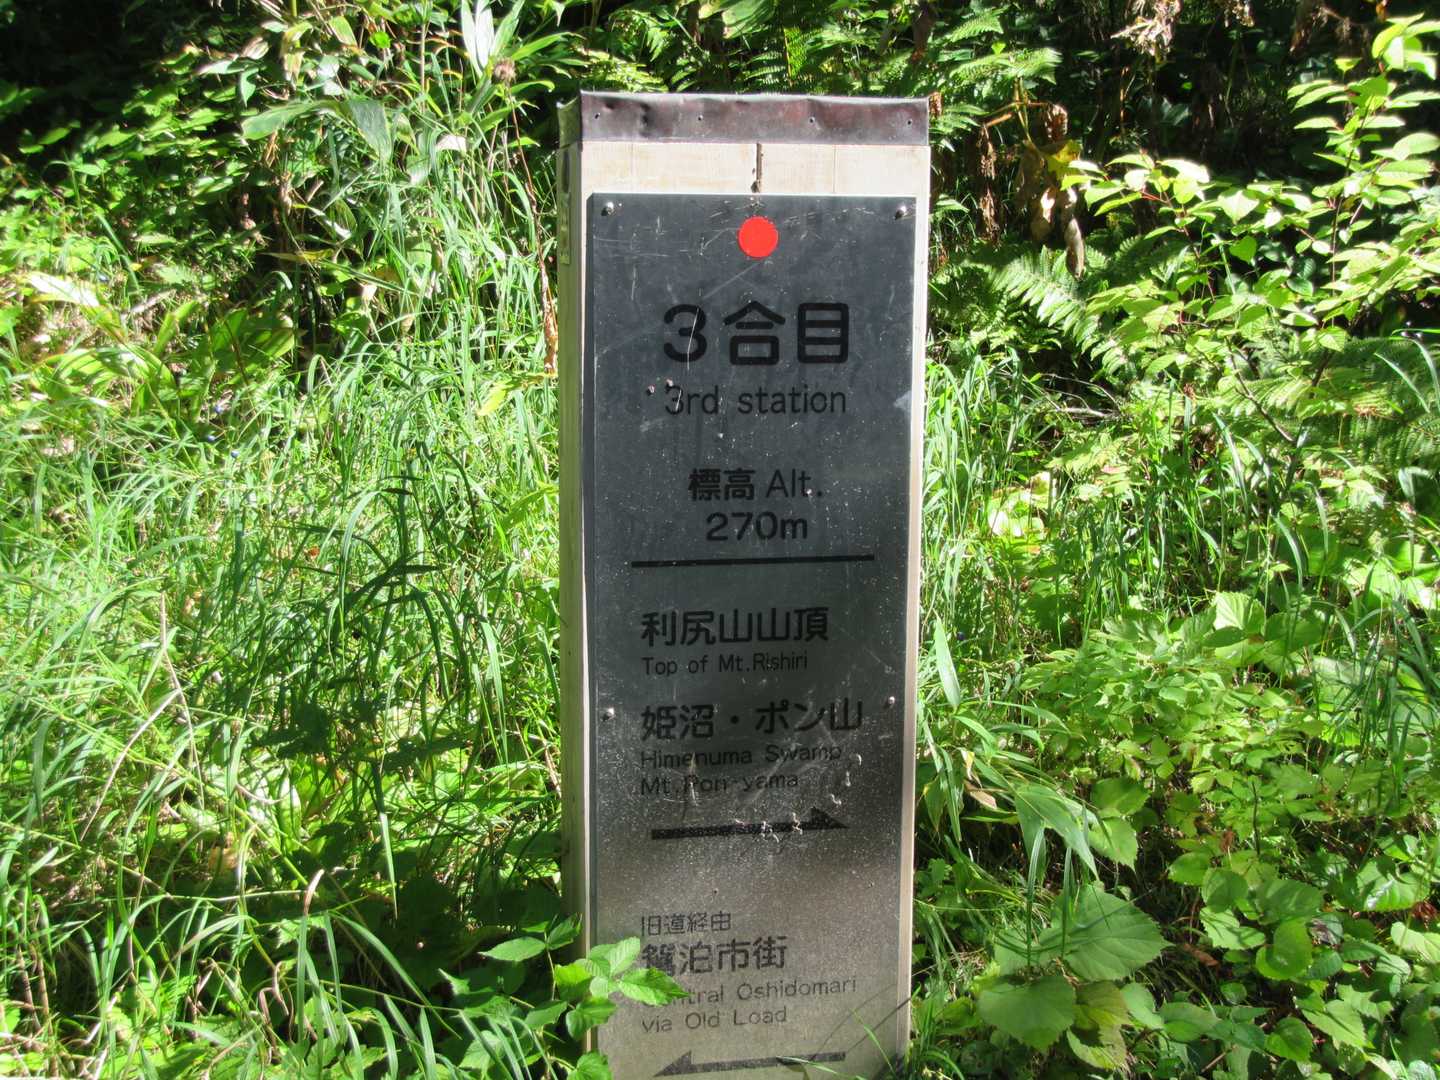 3合目
3rd station
標高 Alt.
270m
利尻山山頂
Top of Mt.Rishiri
姫沼・ポン山
Himenuma Swamp
Mt.Pon-yama
旧道経由
鴛泊市街
Oshidomari
via Old Load